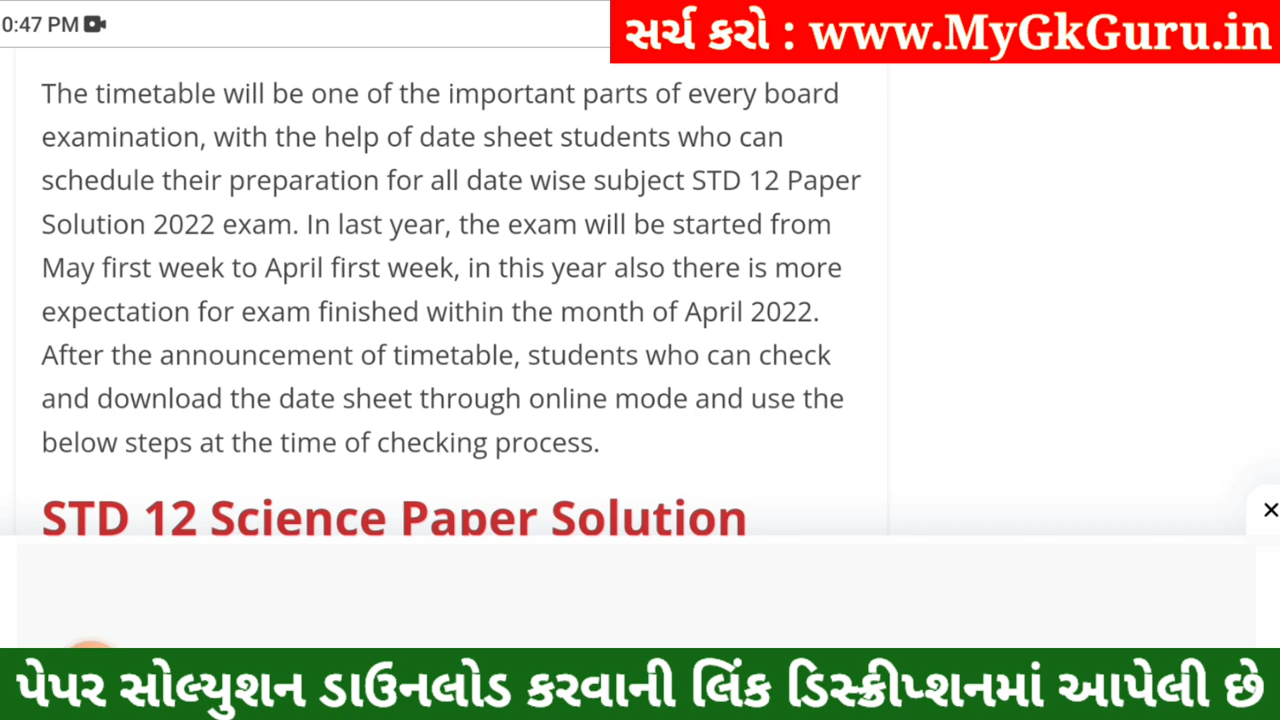 0:47 PM
સર્ચ કરો : www.MyGkGuru.in
The timetable will be one of the important parts of every board
examination, with the help of date sheet students who can
schedule their preparation for all date wise subject STD 12 Paper
Solution 2022 exam. In last year, the exam will be started from
May first week to April first week, in this year also there is more
expectation for exam finished within the month of April 2022.
After the announcement of timetable, students who can check
and download the date sheet through online mode and use the
below steps at the time of checking process.
STD 12 Science Paper Solution
પેપર સોલ્યુશન ડાઉનલોડ કરવાની લિંક ડિસ્ક્રીપ્શનમાં આપેલી છે